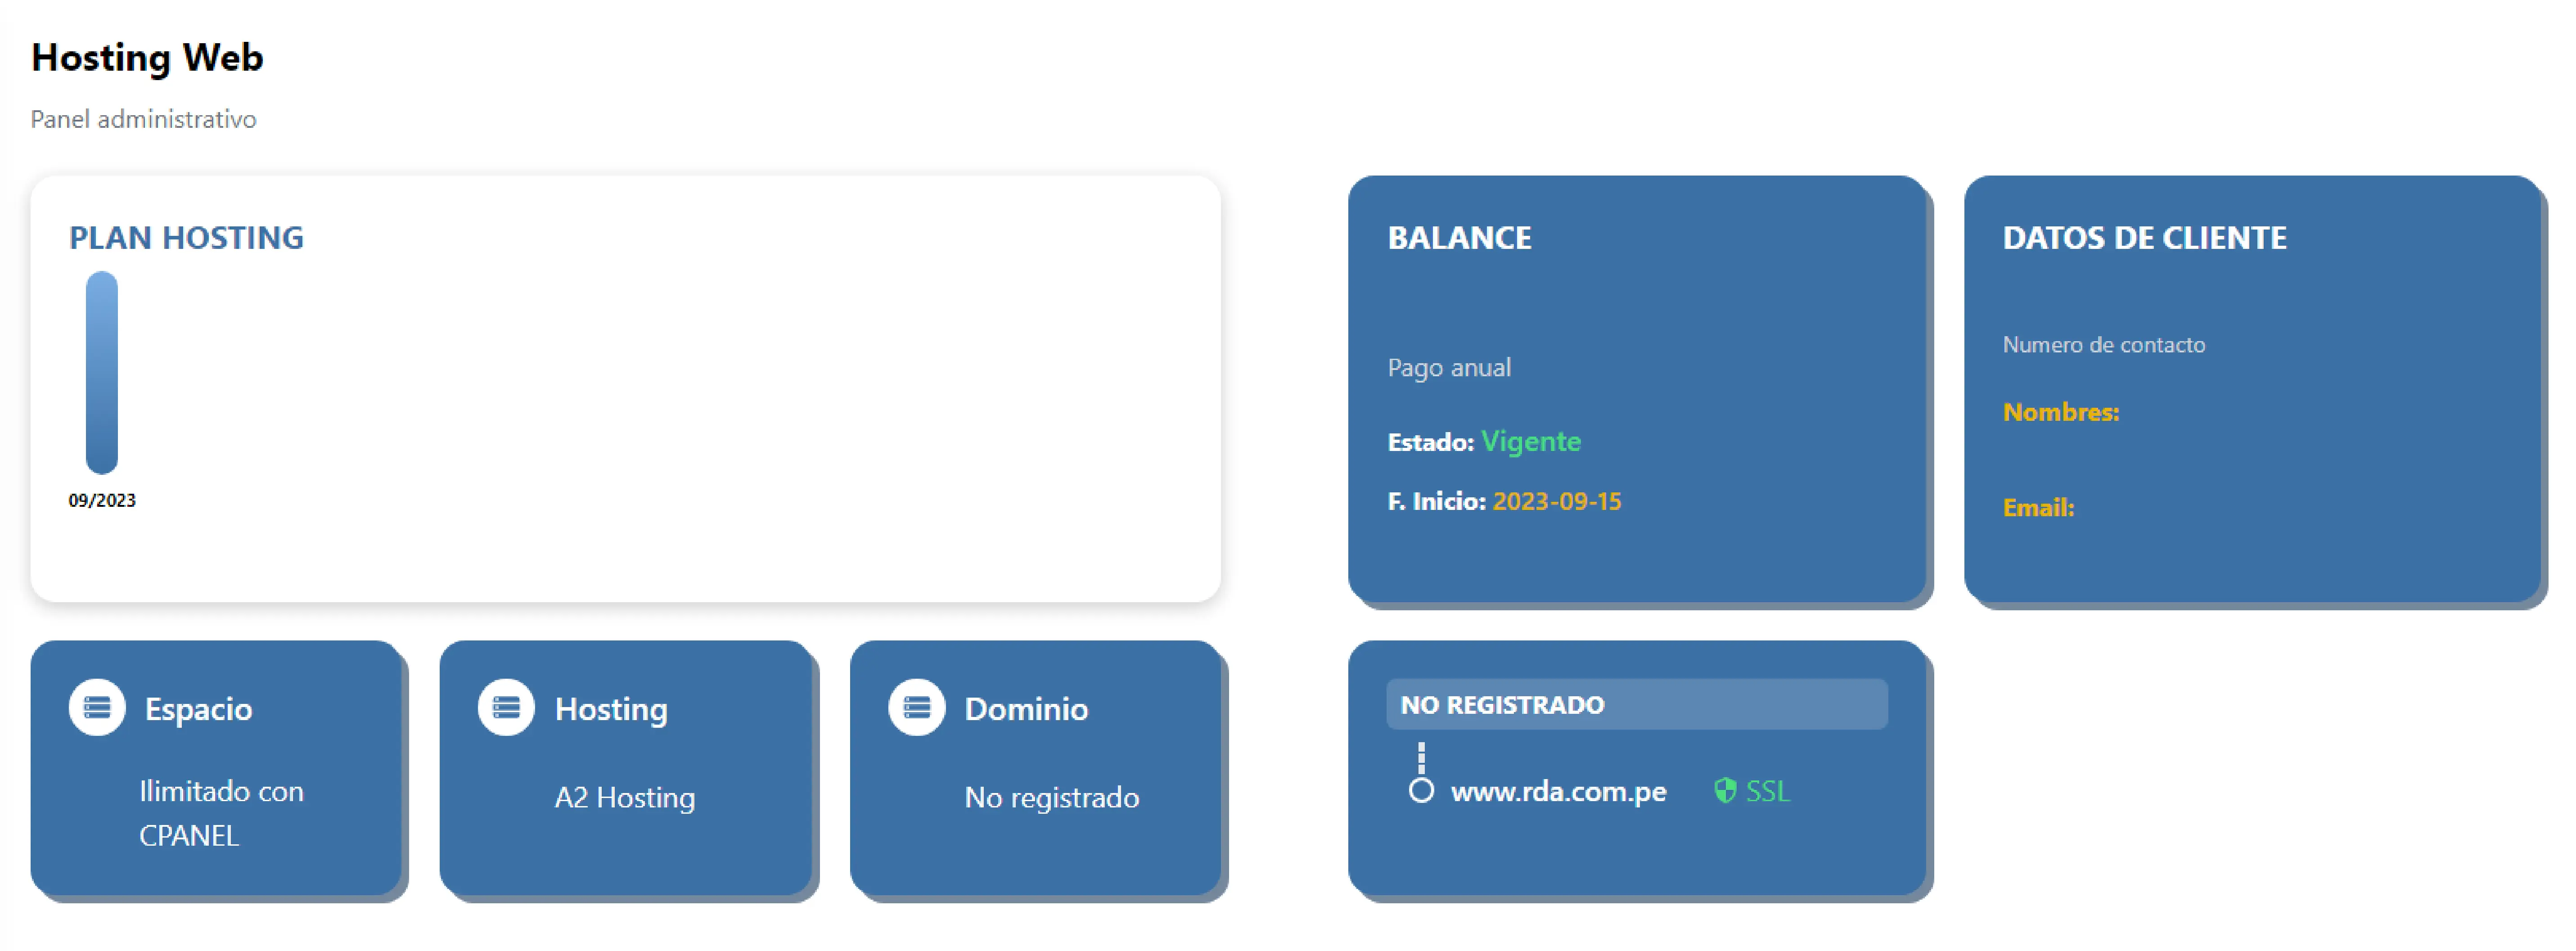 Hosting Web
Panel administrativo
PLAN HOSTING
09/2023
BALANCE
Pago anual
Estado: Vigente
F. Inicio: 2023-09-15
DATOS DE CLIENTE
Numero de contacto
Nombres:
Email:
Espacio
Ilimitado con
CPANEL
Hosting
A2 Hosting
Dominio
No registrado
NO REGISTRADO
www.rda.com.pe SSL